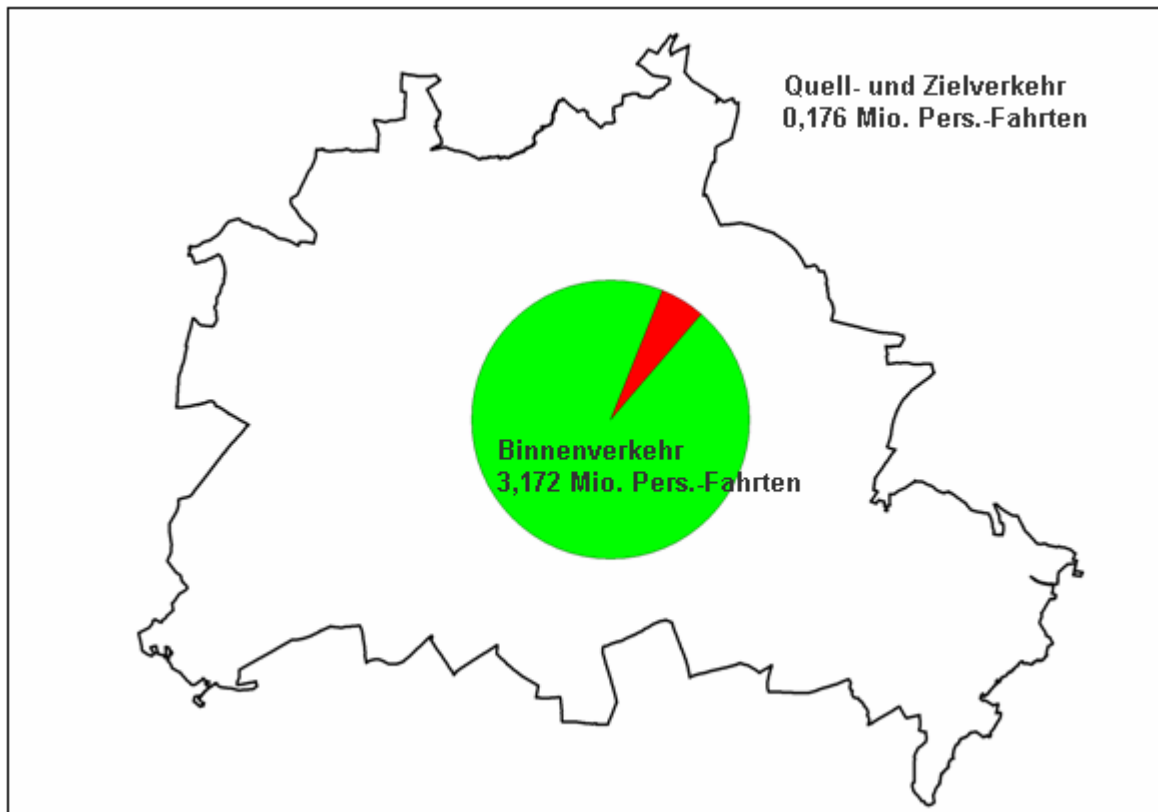 Quell- und Zielverkehr
0,176 Mio. Pers.-Fahrten
Binnenverkehr
3,172 Mio. Pers.-Fahrten